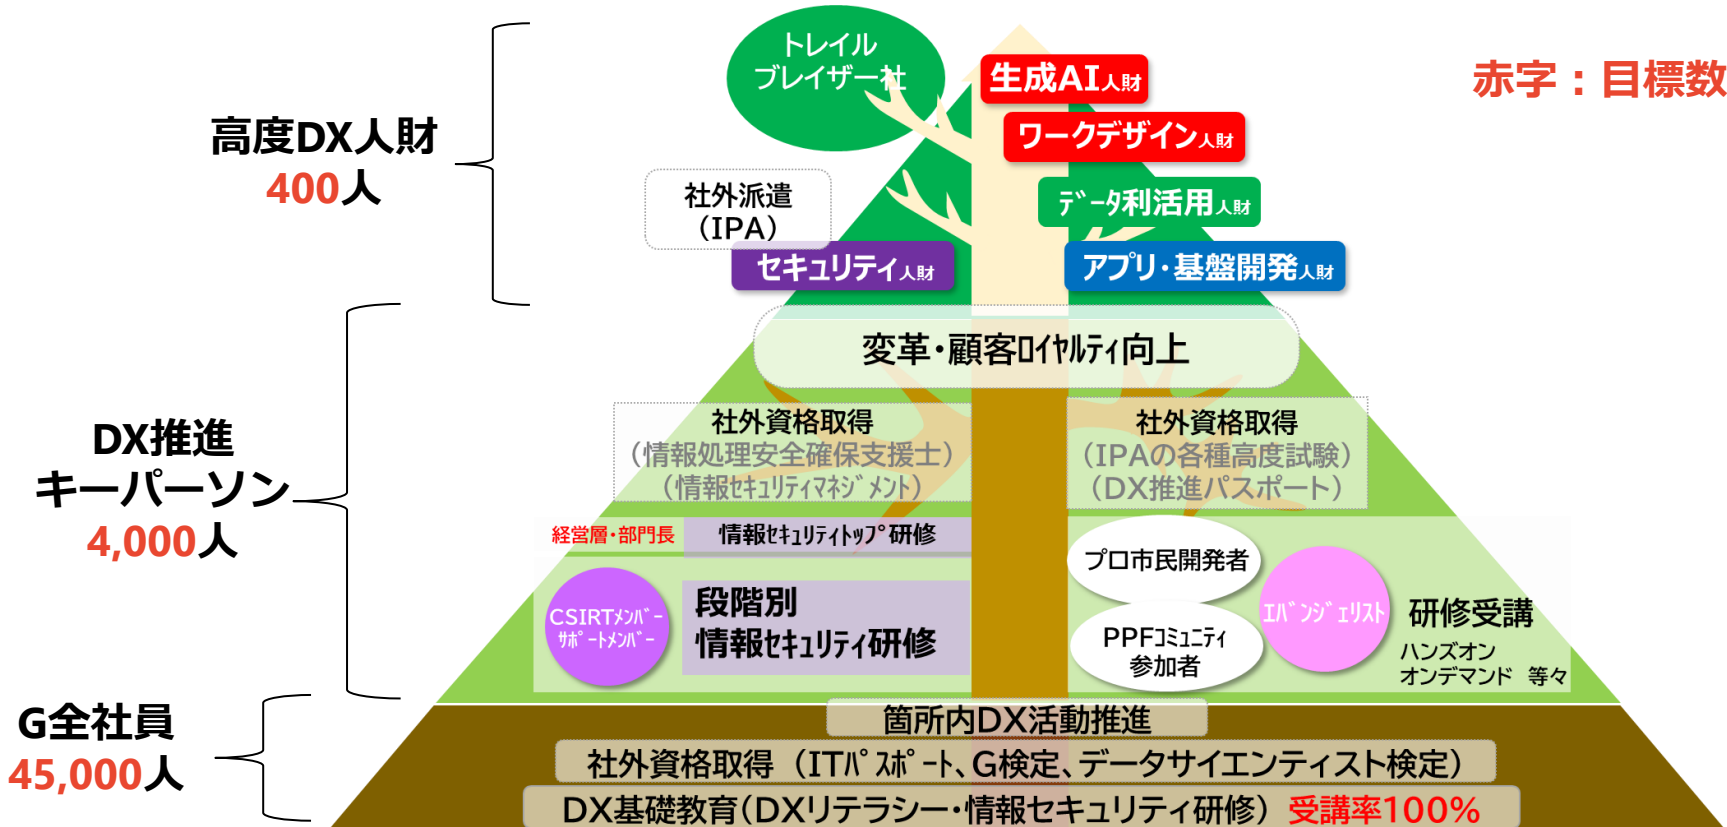 トレイル
ブレイザー社
生成AI人財
赤字：目標数
ワークデザイン人財
高度DX人財
400人
社外派遣
（IPA）
ﾃﾞｰﾀ利活用人財
セキュリティ人財
アプリ・基盤開発人財
変革・顧客ﾛｲﾔﾙﾃｨ向上
DX推進
キーパーソン
4,000人
社外資格取得
（情報処理安全確保支援士）
（情報ｾｷｭﾘﾃｨﾏﾈｼﾞﾒﾝﾄ）
社外資格取得
（IPAの各種高度試験）
（DX推進パスポート）
経営層・部門長
情報ｾｷｭﾘﾃｨﾄｯﾌﾟ研修
CSIRTﾒﾝﾊﾞｰ
ｻﾎﾟｰﾄﾒﾝﾊﾞｰ
段階別
情報ｾｷｭﾘﾃｨ研修
プロ市民開発者
PPFｺﾐｭﾆﾃｨ
参加者
ｴﾊﾞﾝｼﾞｪﾘｽﾄ
研修受講
ハンズオン
オンデマンド　等々
G全社員
45,000人
箇所内DX活動推進
社外資格取得（ITﾊﾟｽﾎﾟｰﾄ、G検定、データサイエンティスト検定）
DX基礎教育(DXリテラシー・情報セキュリティ研修）受講率100%